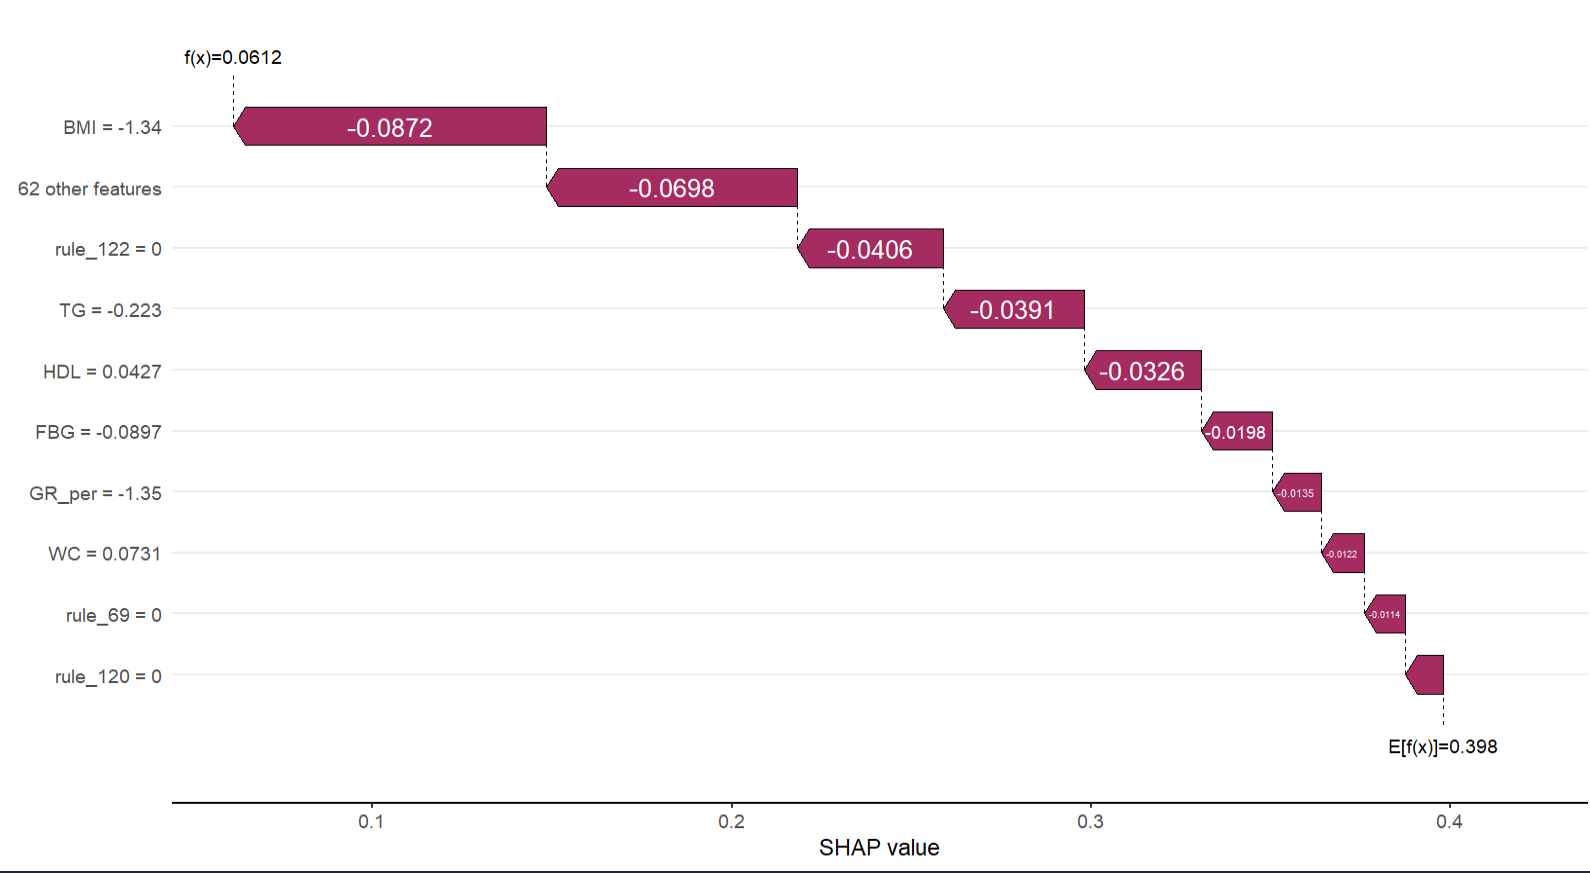 f(x)=0.0612
BMI = -1.34
-0.0872
62 other features
-0.0698
rule_122 = 0
-0.0406
TG = -0.223
-0.0391
HDL = 0.0427
-0.0326
FBG = -0.0897
-0.0198
GR_per = -1.35
-0.0135
WC = 0.0731
-0.0122
rule_69 = 0
-0.0114
rule_120 = 0
E[f(x)]=0.398
0.1 0.2 0.3 0.4
SHAP value